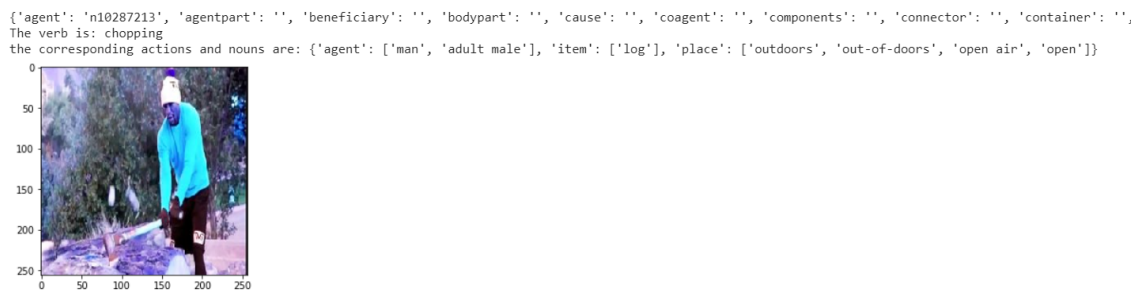 {'agent': 'n10287213', 'agentpart': '', 'beneficiary': '', 'bodypart': '', 'cause': '', 'coagent': '', 'components': '', 'connector': '', 'container': '',
The verb is: chopping
the corresponding actions and nouns are: {'agent': ['man', 'adult male'], 'item': ['log'], 'place': ['outdoors', 'out-of-doors', 'open air', 'open']}
0
50
100
150
200
250
0 50 100 150 200 250